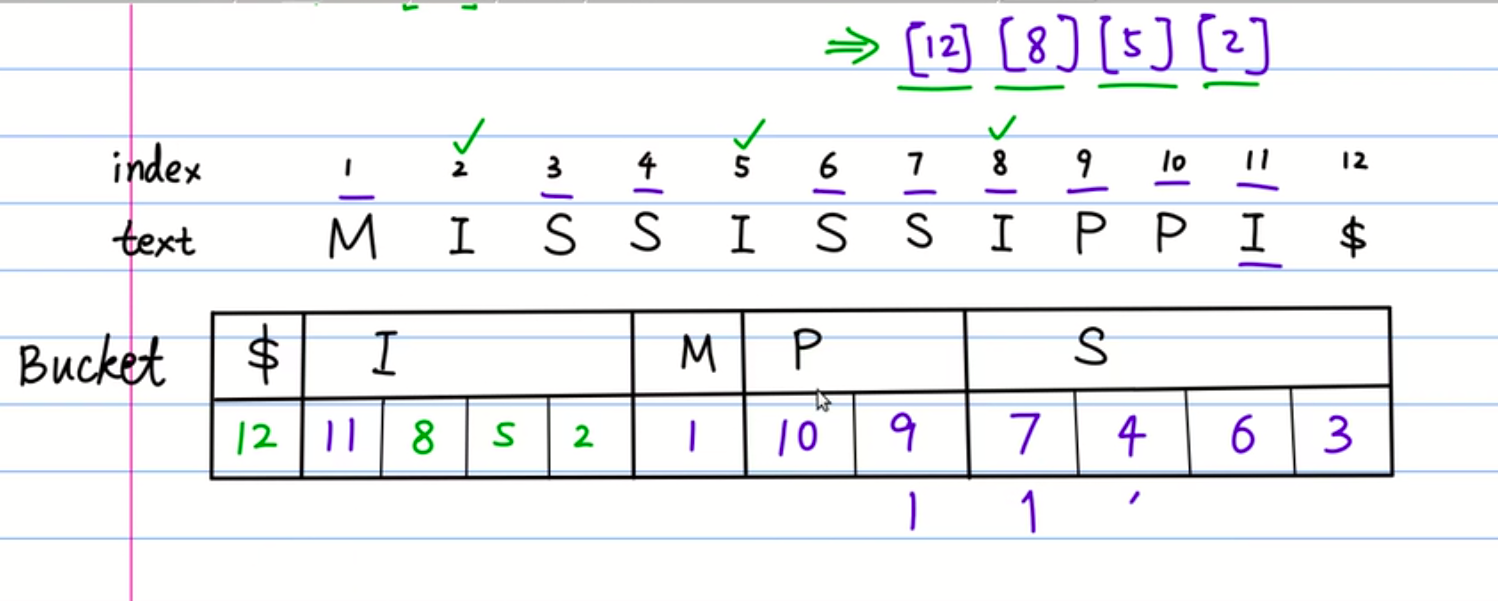 ⇒ [12] [8] [5] [2]
✓ ✓ ✓
index 1 2 3 4 5 6 7 8 9 10 11 12
text M I S S I S S I P P I $
Bucket $ I M P S
12 11 8 5 2 1 10 9 7 4 6 3
1 1